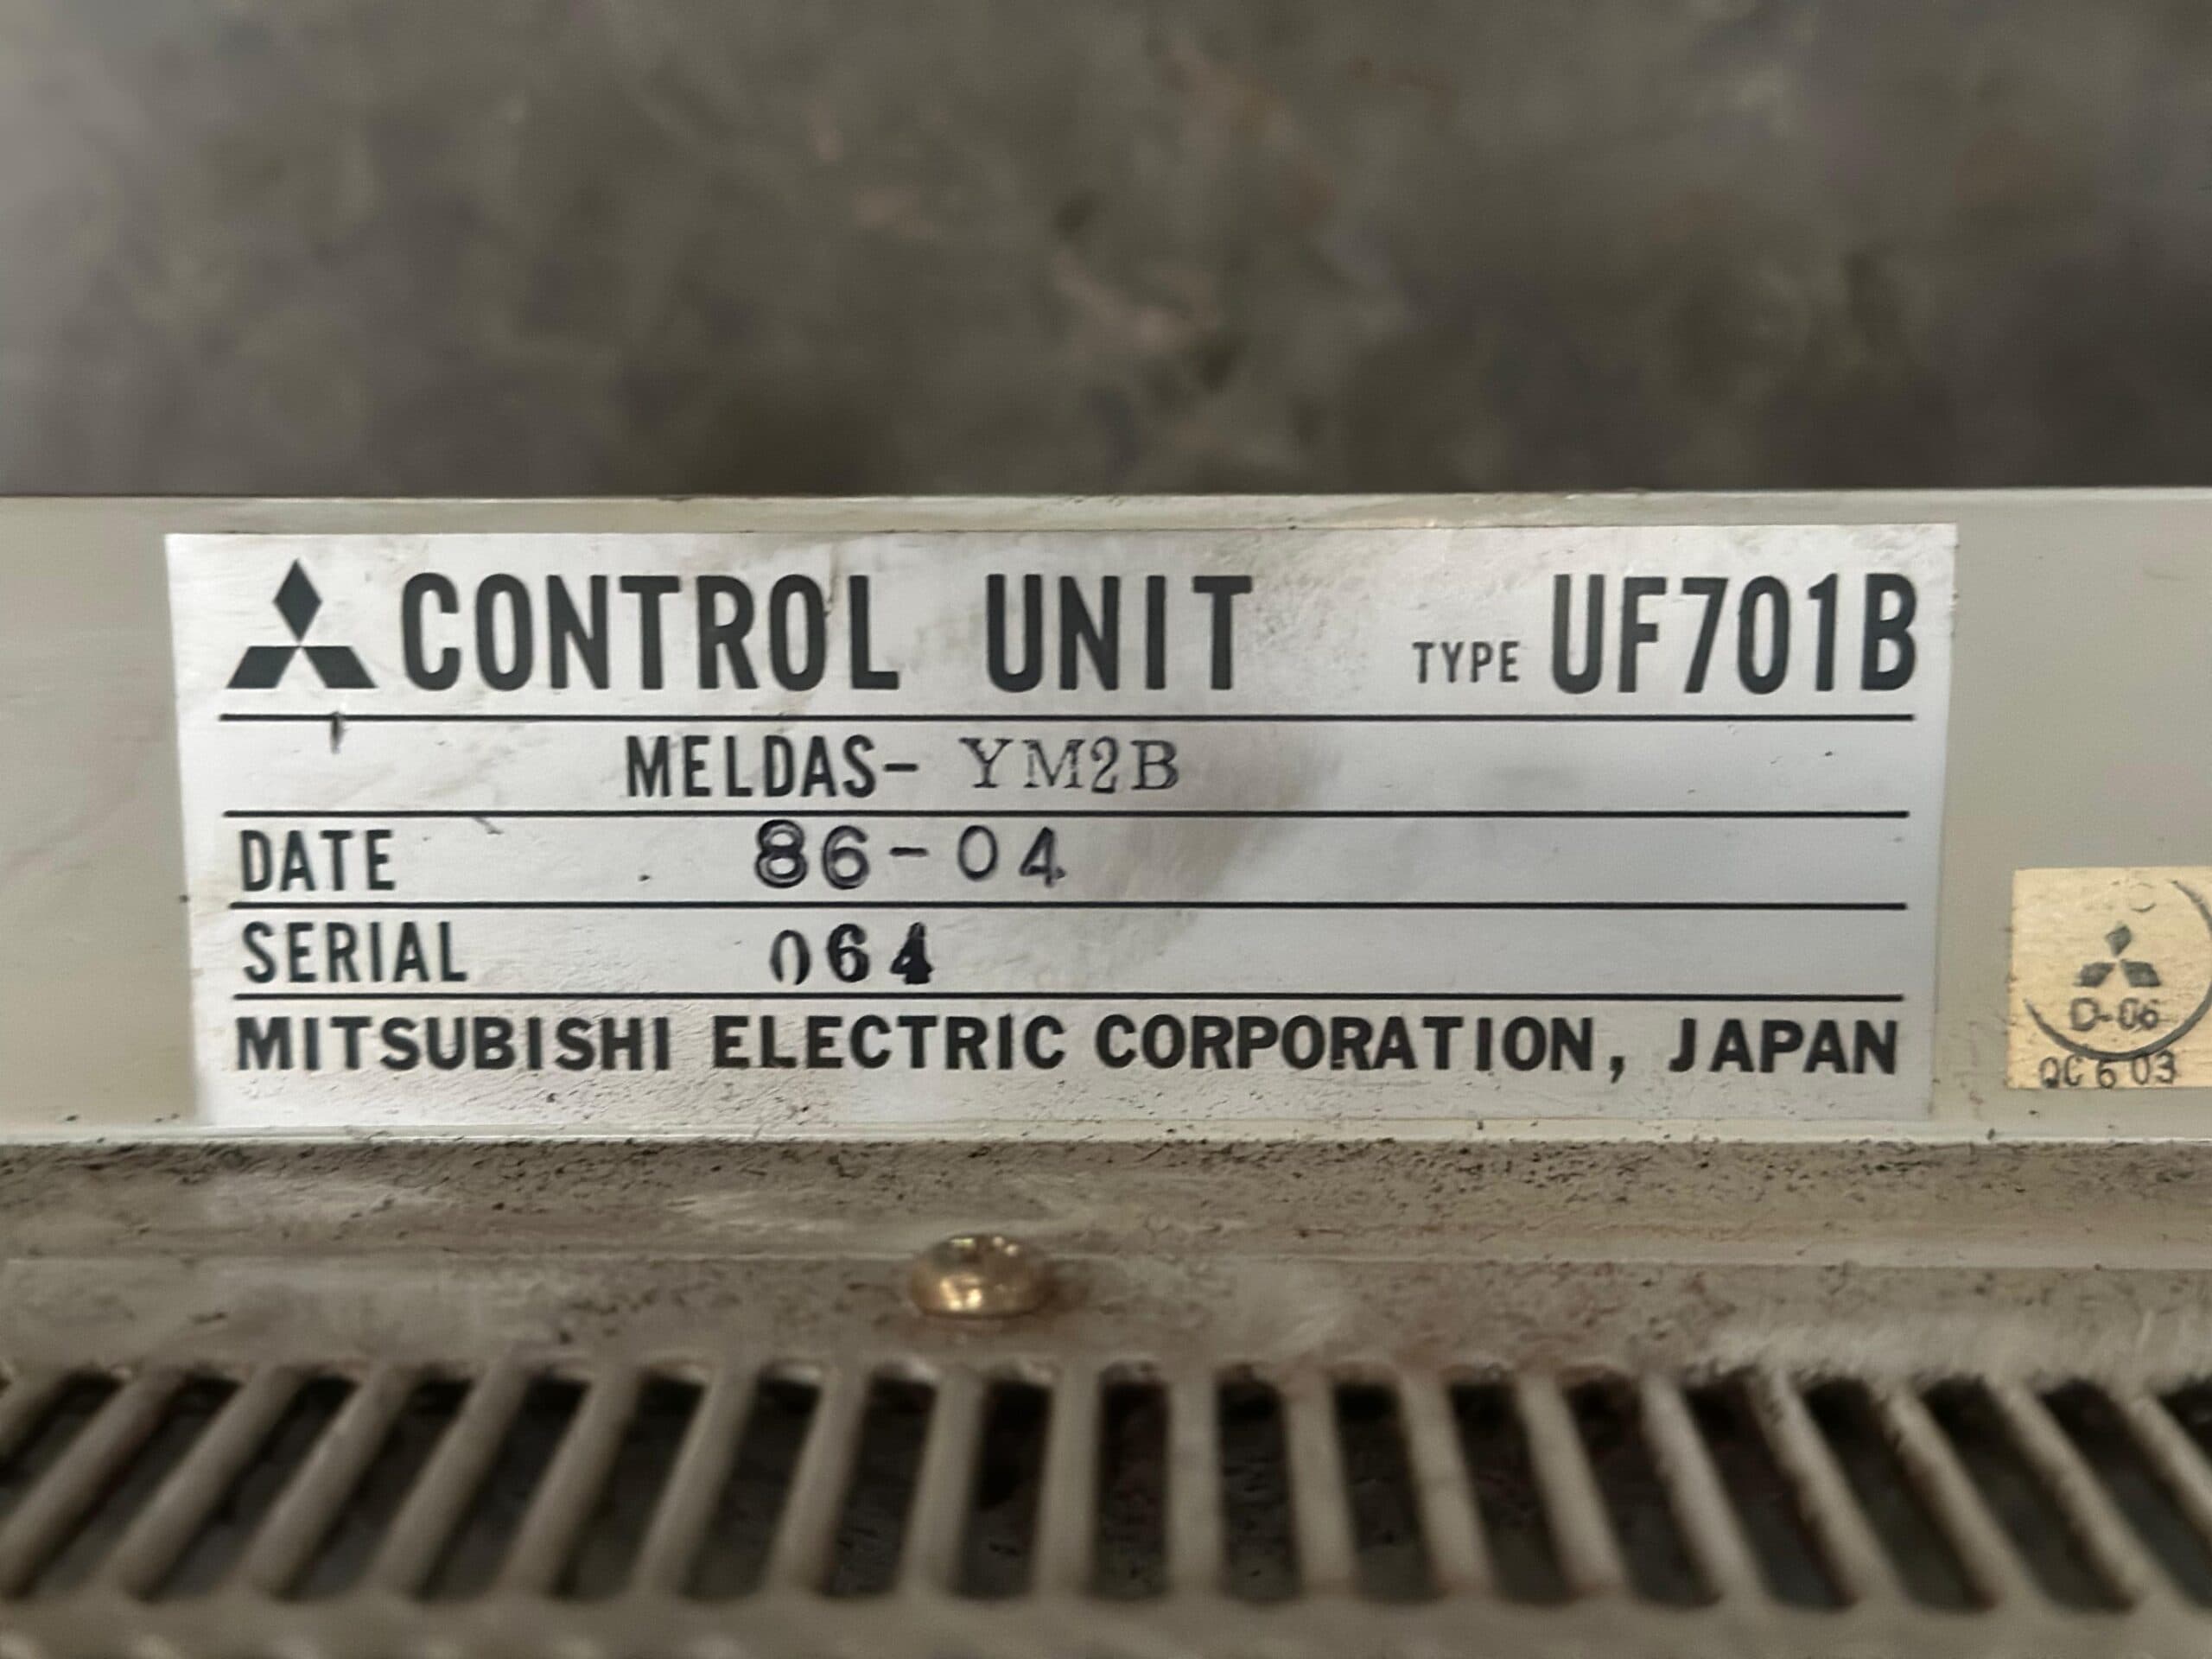 CONTROL UNIT TYPE UF701B
MELDAS- YM2B
DATE 86-04
SERIAL 064
MITSUBISHI ELECTRIC CORPORATION, JAPAN
D-06
QC 6 03